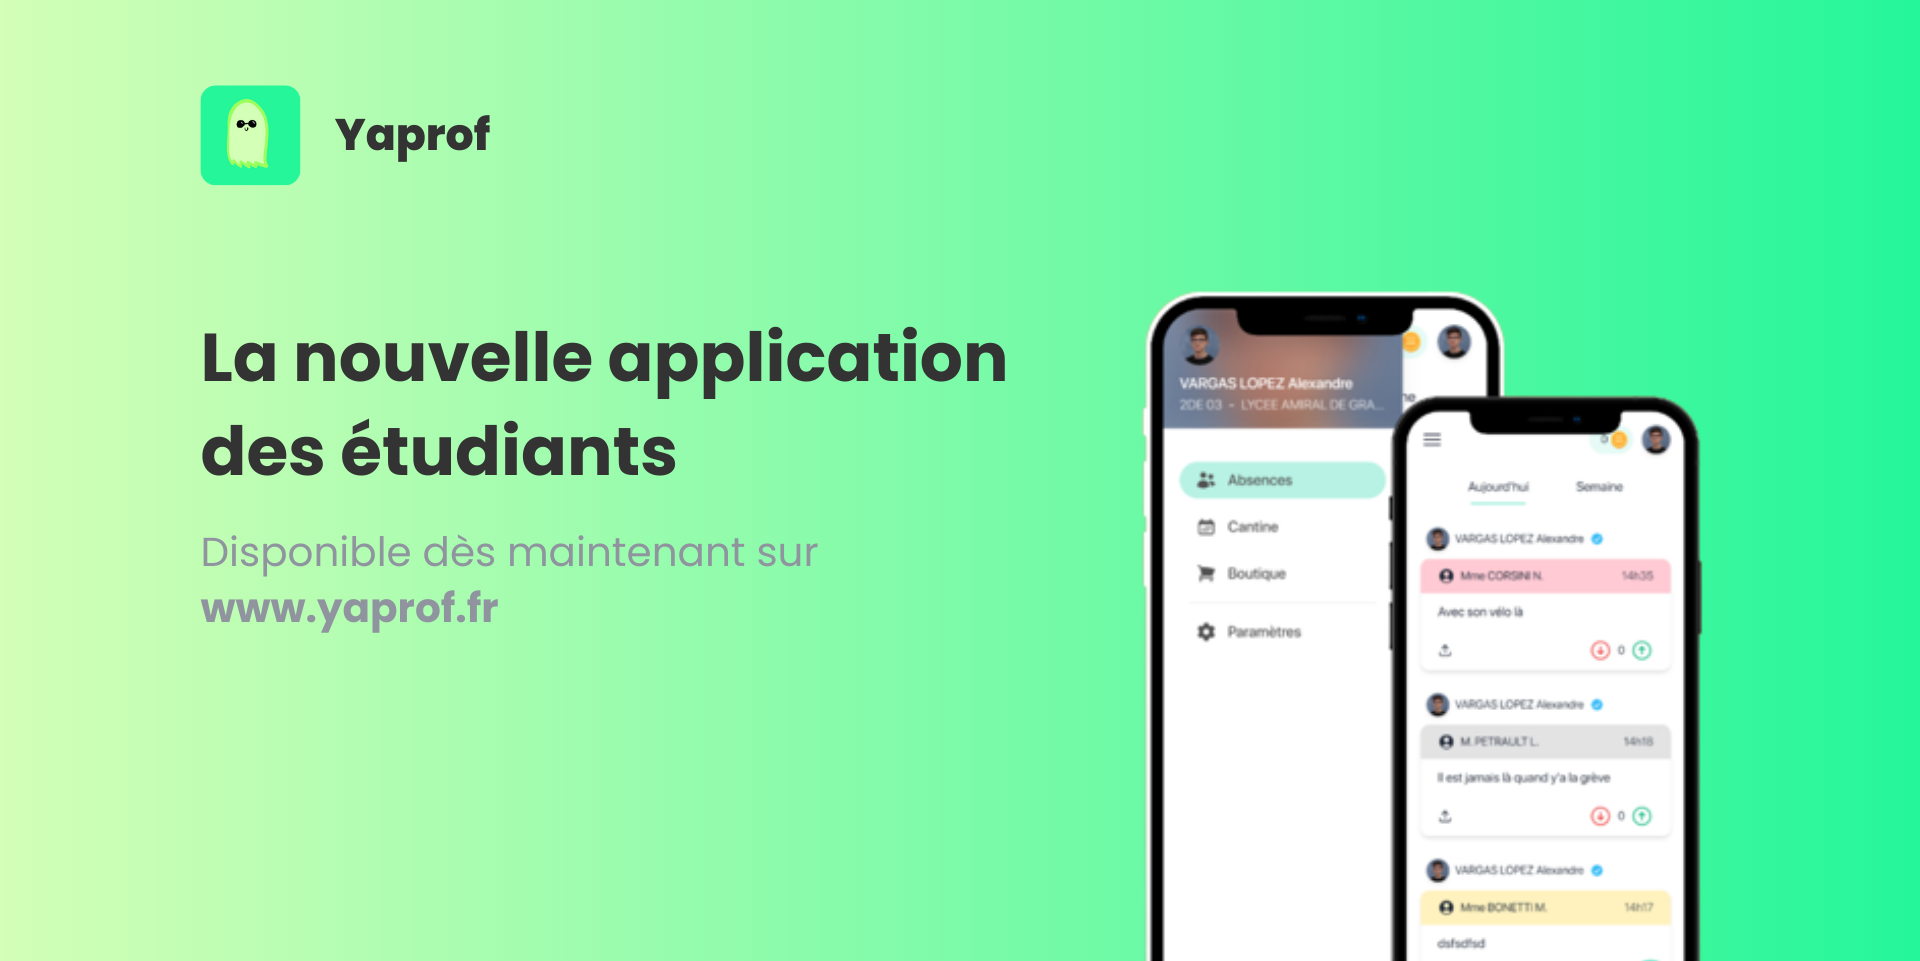 Yaprof
La nouvelle application
des étudiants
Disponible dès maintenant sur
www.yaprof.fr
VARGAS LOPEZ Alexandre
2DE 03 - LYCEE AMIRAL DE GRA...
Absences
Cantine
Boutique
Paramètres
ne
0
Aujourd'hui Semaine
VARGAS LOPEZ Alexandre
Mme CORSINI N. 14h35
Avec son vélo là
0
VARGAS LOPEZ Alexandre
M. PETRAULT L. 14h18
Il est jamais là quand y'a la grève
0
VARGAS LOPEZ Alexandre
Mme BONETTI M. 14h17
dsfsdfsd